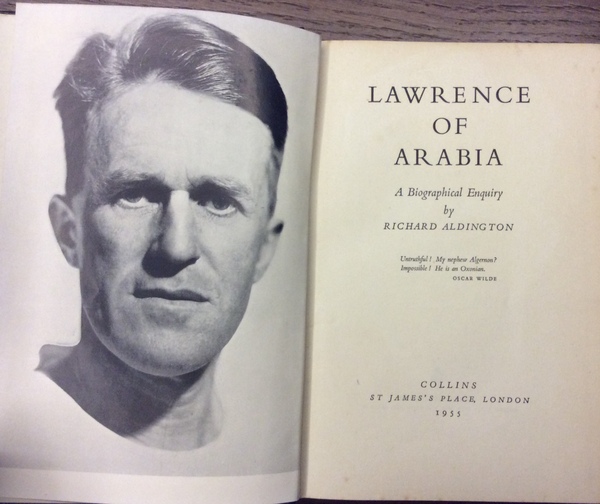 LAWRENCE
OF
ARABIA
A Biographical Enquiry
by
RICHARD ALDINGTON
Untruthful! My nephew Algernon?
Impossible! He is an Oxonian.
OSCAR WILDE
COLLINS
ST JAMES'S PLACE, LONDON
1955